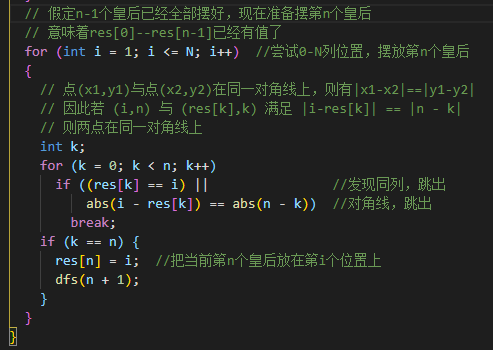 // 假定n-1个皇后已经全部摆好，现在准备摆第n个皇后
// 意味着res[0]--res[n-1]已经有值了
for (int i = 1; i <= N; i++)  //尝试0-N列位置，摆放第n个皇后
{
// 点(x1,y1)与点(x2,y2)在同一对角线上，则有|x1-x2|==|y1-y2|
// 因此若 (i,n) 与 (res[k],k) 满足 |i-res[k]| == |n - k|
// 则两点在同一对角线上
int k;
for (k = 0; k < n; k++)
if ((res[k] == i) ||  //发现同列，跳出
abs(i - res[k]) == abs(n - k))  //对角线，跳出
break;
if (k == n) {
res[n] = i;  //把当前第n个皇后放在第i个位置上
dfs(n + 1);
}
}
}